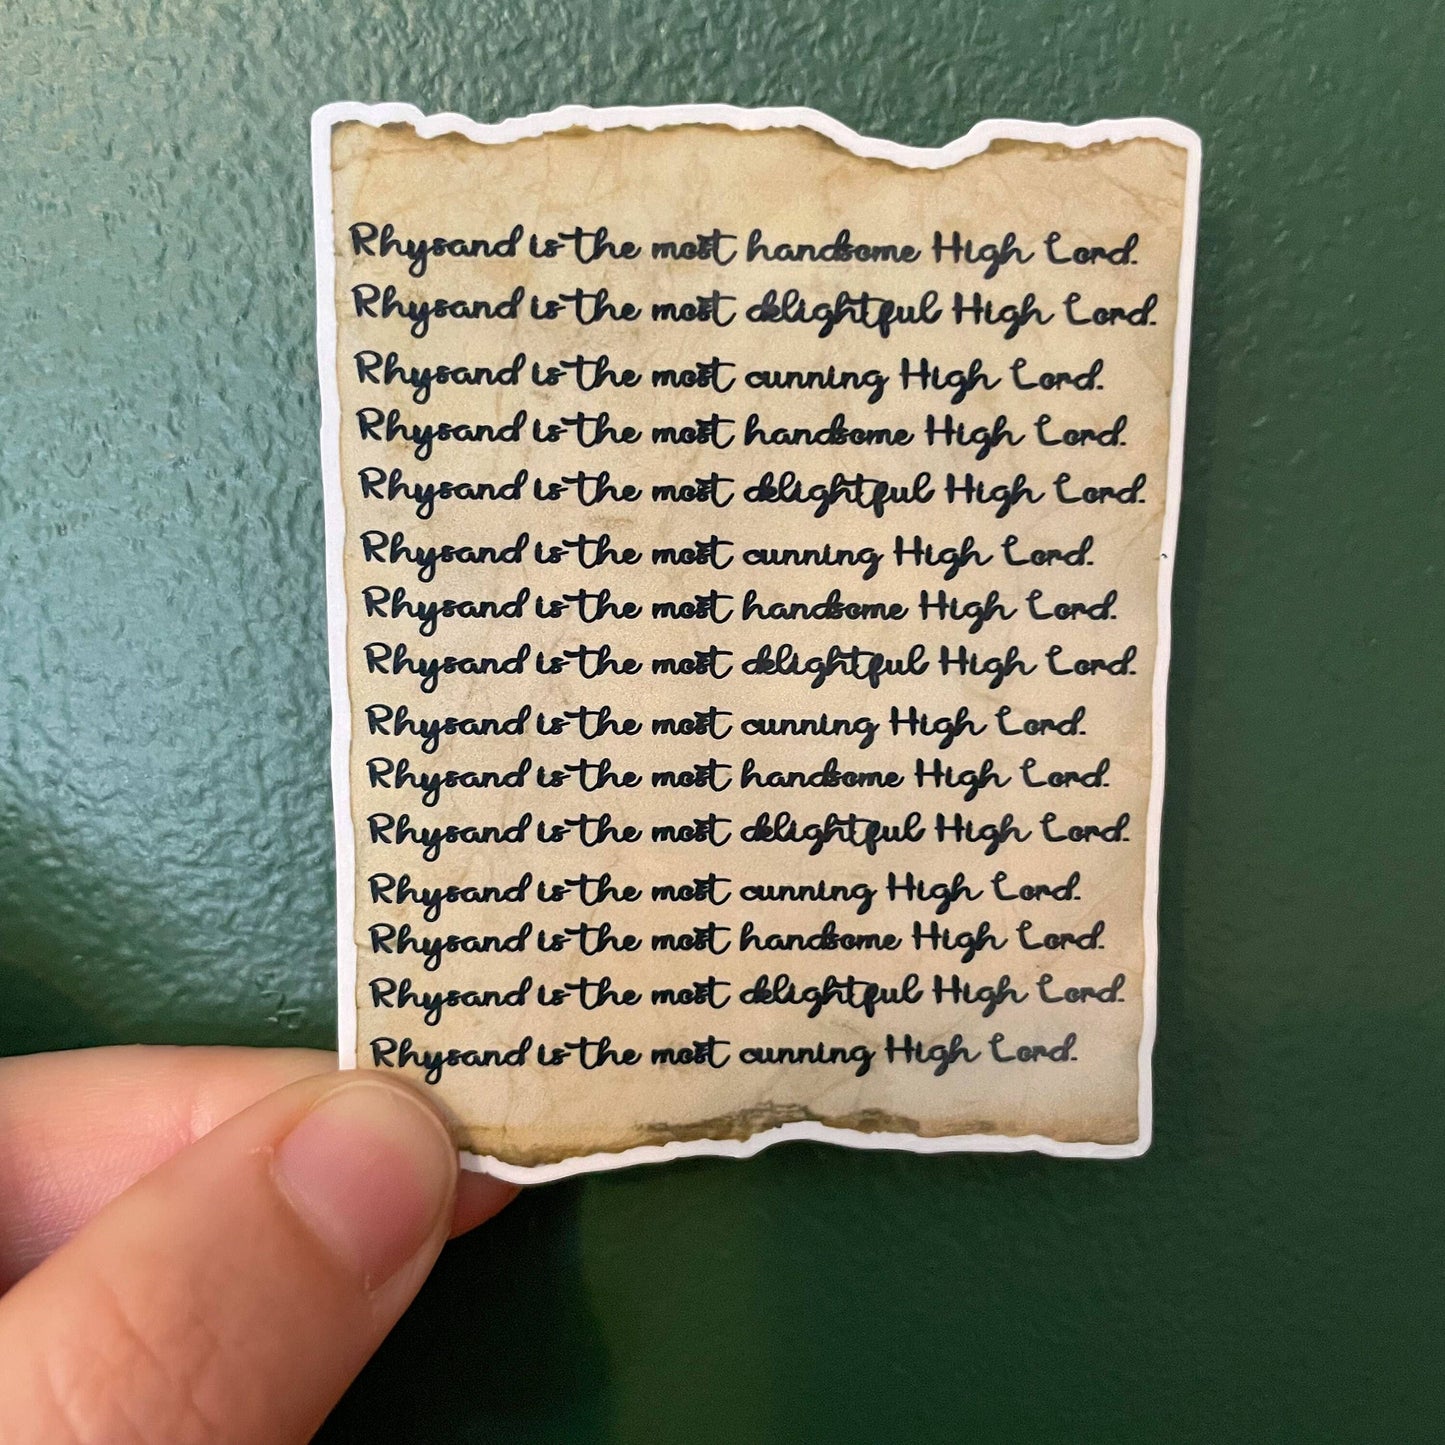 Rhysand is the most handsome High Lord.
Rhysand is the most delightful High Lord.
Rhysand is the most cunning High Lord.
Rhysand is the most handsome High Lord.
Rhysand is the most delightful High Lord.
Rhysand is the most cunning High Lord.
Rhysand is the most handsome High Lord.
Rhysand is the most delightful High Lord.
Rhysand is the most cunning High Lord.
Rhysand is the most handsome High Lord.
Rhysand is the most delightful High Lord.
Rhysand is the most cunning High Lord.
Rhysand is the most handsome High Lord.
Rhysand is the most delightful High Lord.
Rhysand is the most cunning High Lord.